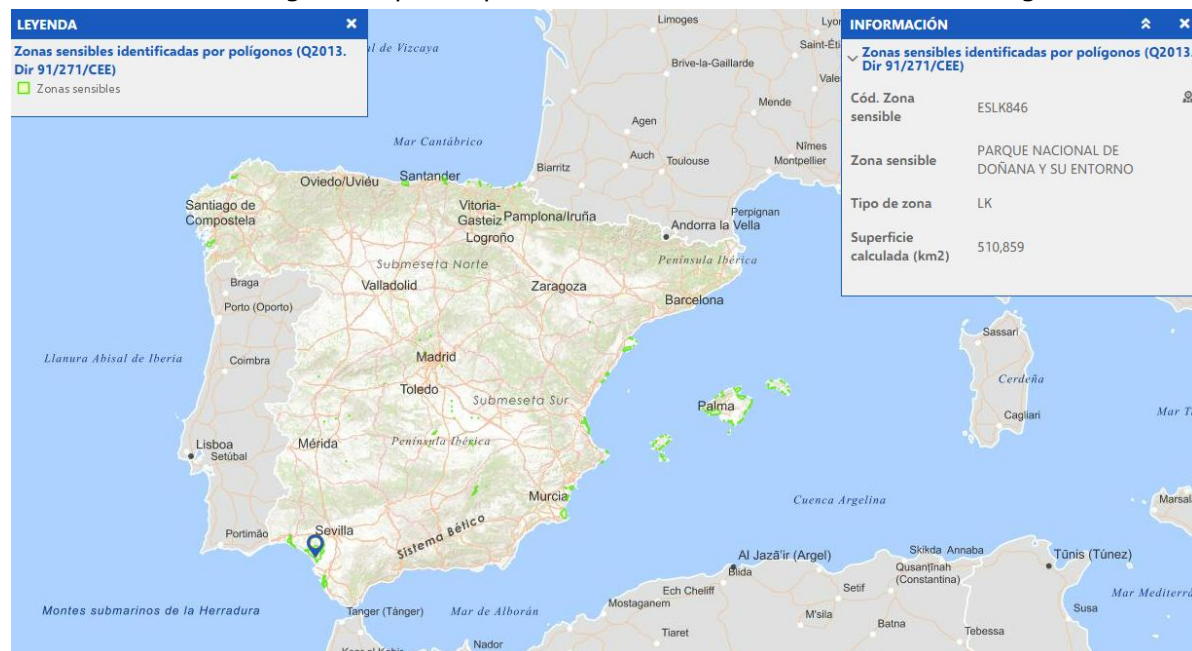 LEYENDA
Zonas sensibles identificadas por polígonos (Q2013.
Dir 91/271/CEE)
Zonas sensibles
INFORMACIÓN
Zonas sensibles identificadas por polígonos (Q2013.
Dir 91/271/CEE)
Cód. Zona
sensible
ESLK846
Zona sensible
PARQUE NACIONAL DE
DOÑANA Y SU ENTORNO
Tipo de zona
LK
Superficie
calculada (km2)
510,859
de Vizcaya
Limoges
Brive-la-Gaillarde
Mende
Agen
Mar Cantábrico
Nîmes
Auch
Toulouse
Montpellier
Biarritz
Santander
Oviedo/Uviéu
Santiago de
Compostela
Vitoria-
Gasteiz
Pamplona/Iruña
Perpignan
Andorra la Vella
Logroño
Submeseta Norte
Península Ibérica
Braga
Valladolid
Zaragoza
Barcelona
Porto (Oporto)
Sassari
Llanura Abisal de Iberia
Coimbra
Madrid
Cerdeña
Toledo
Submeseta Sur
Palma
Cagliari
Lisboa
Setúbal
Mérida
Península Ibérica
Murcia
Cuenca Argelina
Portimão
Sevilla
Sistema Bético
Al Jazā'ir (Argel)
Skikda
Annaba
Tūnis (Túnez)
Blida
Qusanţīnah
(Constantina)
Ech Cheliff
Setif
Montes submarinos de la Herradura
Tanger (Tánger)
Mar de Alborán
Mostaganem
M'sila
Susa
Batna
Tebessa
Tiaret
Nador